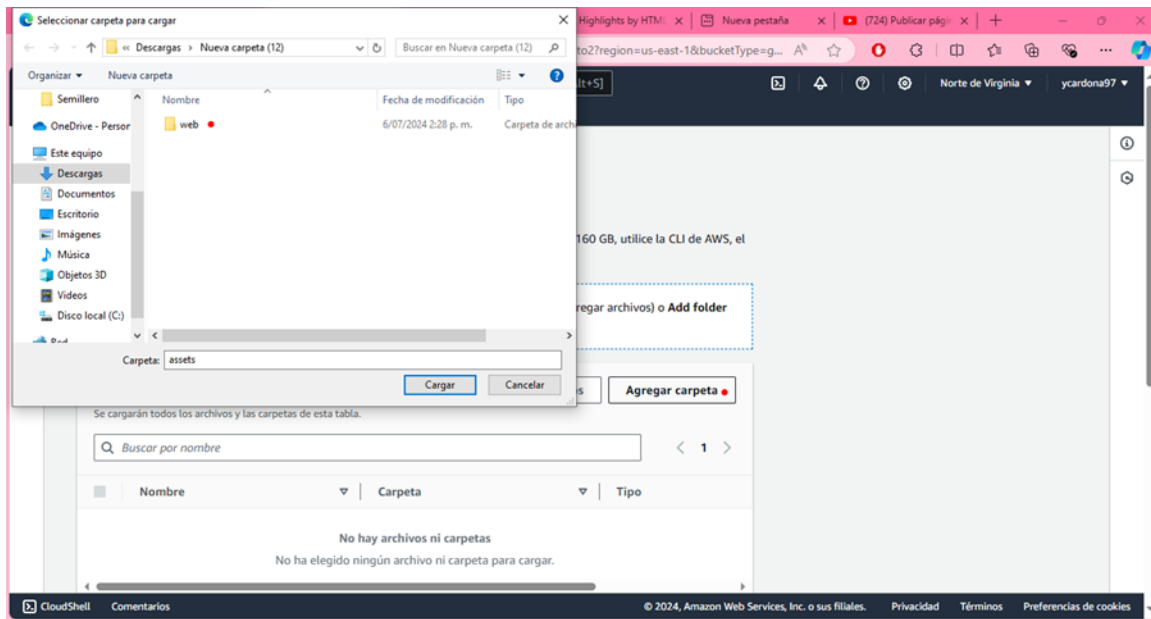 Seleccionar carpeta para cargar
Highlights by HTML
Nueva pestaña
(724) Publicar págin
« Descargas > Nueva carpeta (12)
Buscar en Nueva carpeta (12)
to2?region=us-east-1&bucketType=g...
Organizar
Nueva carpeta
lt+S]
Norte de Virginia
ycardona97
Semillero
OneDrive - Person
Este equipo
Descargas
Documentos
Escritorio
Imágenes
Música
Objetos 3D
Videos
Disco local (C:)
Red
Nombre
Fecha de modificación
Tipo
web
6/07/2024 2:28 p. m.
Carpeta de archi
160 GB, utilice la CLI de AWS, el
regar archivos) o Add folder
Carpeta: assets
Cargar
Cancelar
s
Agregar carpeta
Se cargarán todos los archivos y las carpetas de esta tabla.
Buscar por nombre
< 1 >
Nombre
Carpeta
Tipo
No hay archivos ni carpetas
No ha elegido ningún archivo ni carpeta para cargar.
CloudShell
Comentarios
© 2024, Amazon Web Services, Inc. o sus filiales.
Privacidad
Términos
Preferencias de cookies